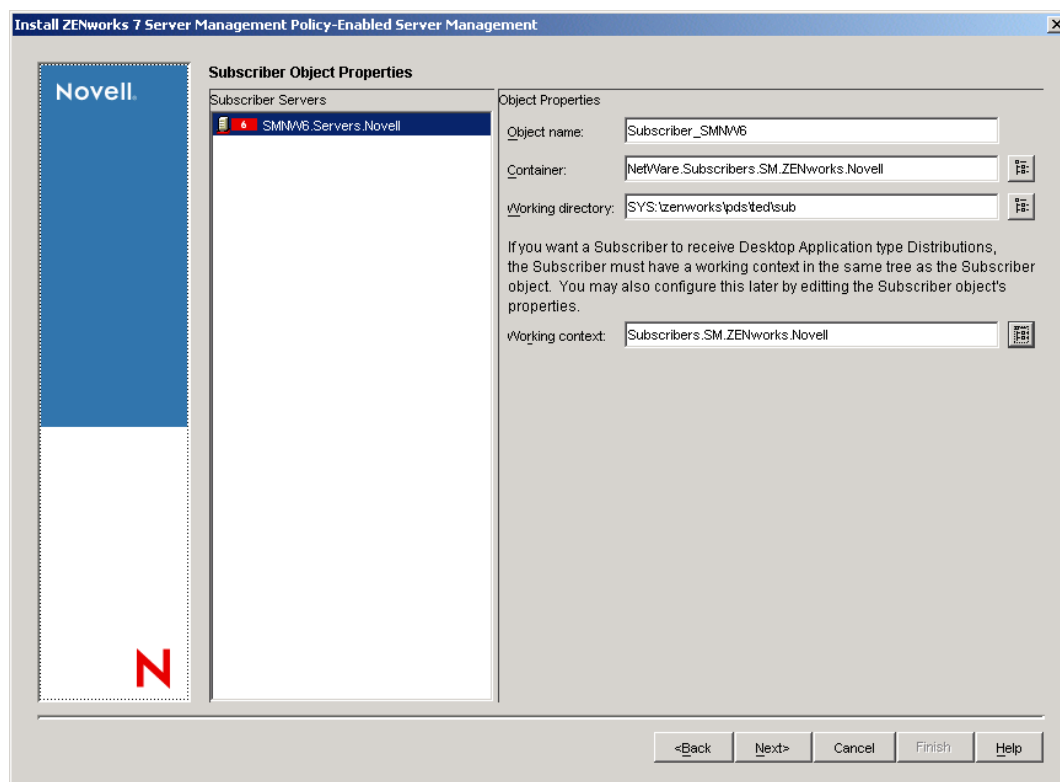 Install ZENworks 7 Server Management Policy-Enabled Server Management
Novell.
Subscriber Object Properties
Subscriber Servers
6 SMNW6.Servers.Novell
Object Properties
Object name: Subscriber_SMNW6
Container: NetWare.Subscribers.SM.ZENworks.Novell
Working directory: SYS:\zenworks\pds\ted\sub
If you want a Subscriber to receive Desktop Application type Distributions,
the Subscriber must have a working context in the same tree as the Subscriber
object. You may also configure this later by editting the Subscriber object's
properties.
Working context: Subscribers.SM.ZENworks.Novell
N
<Back Next> Cancel Finish Help